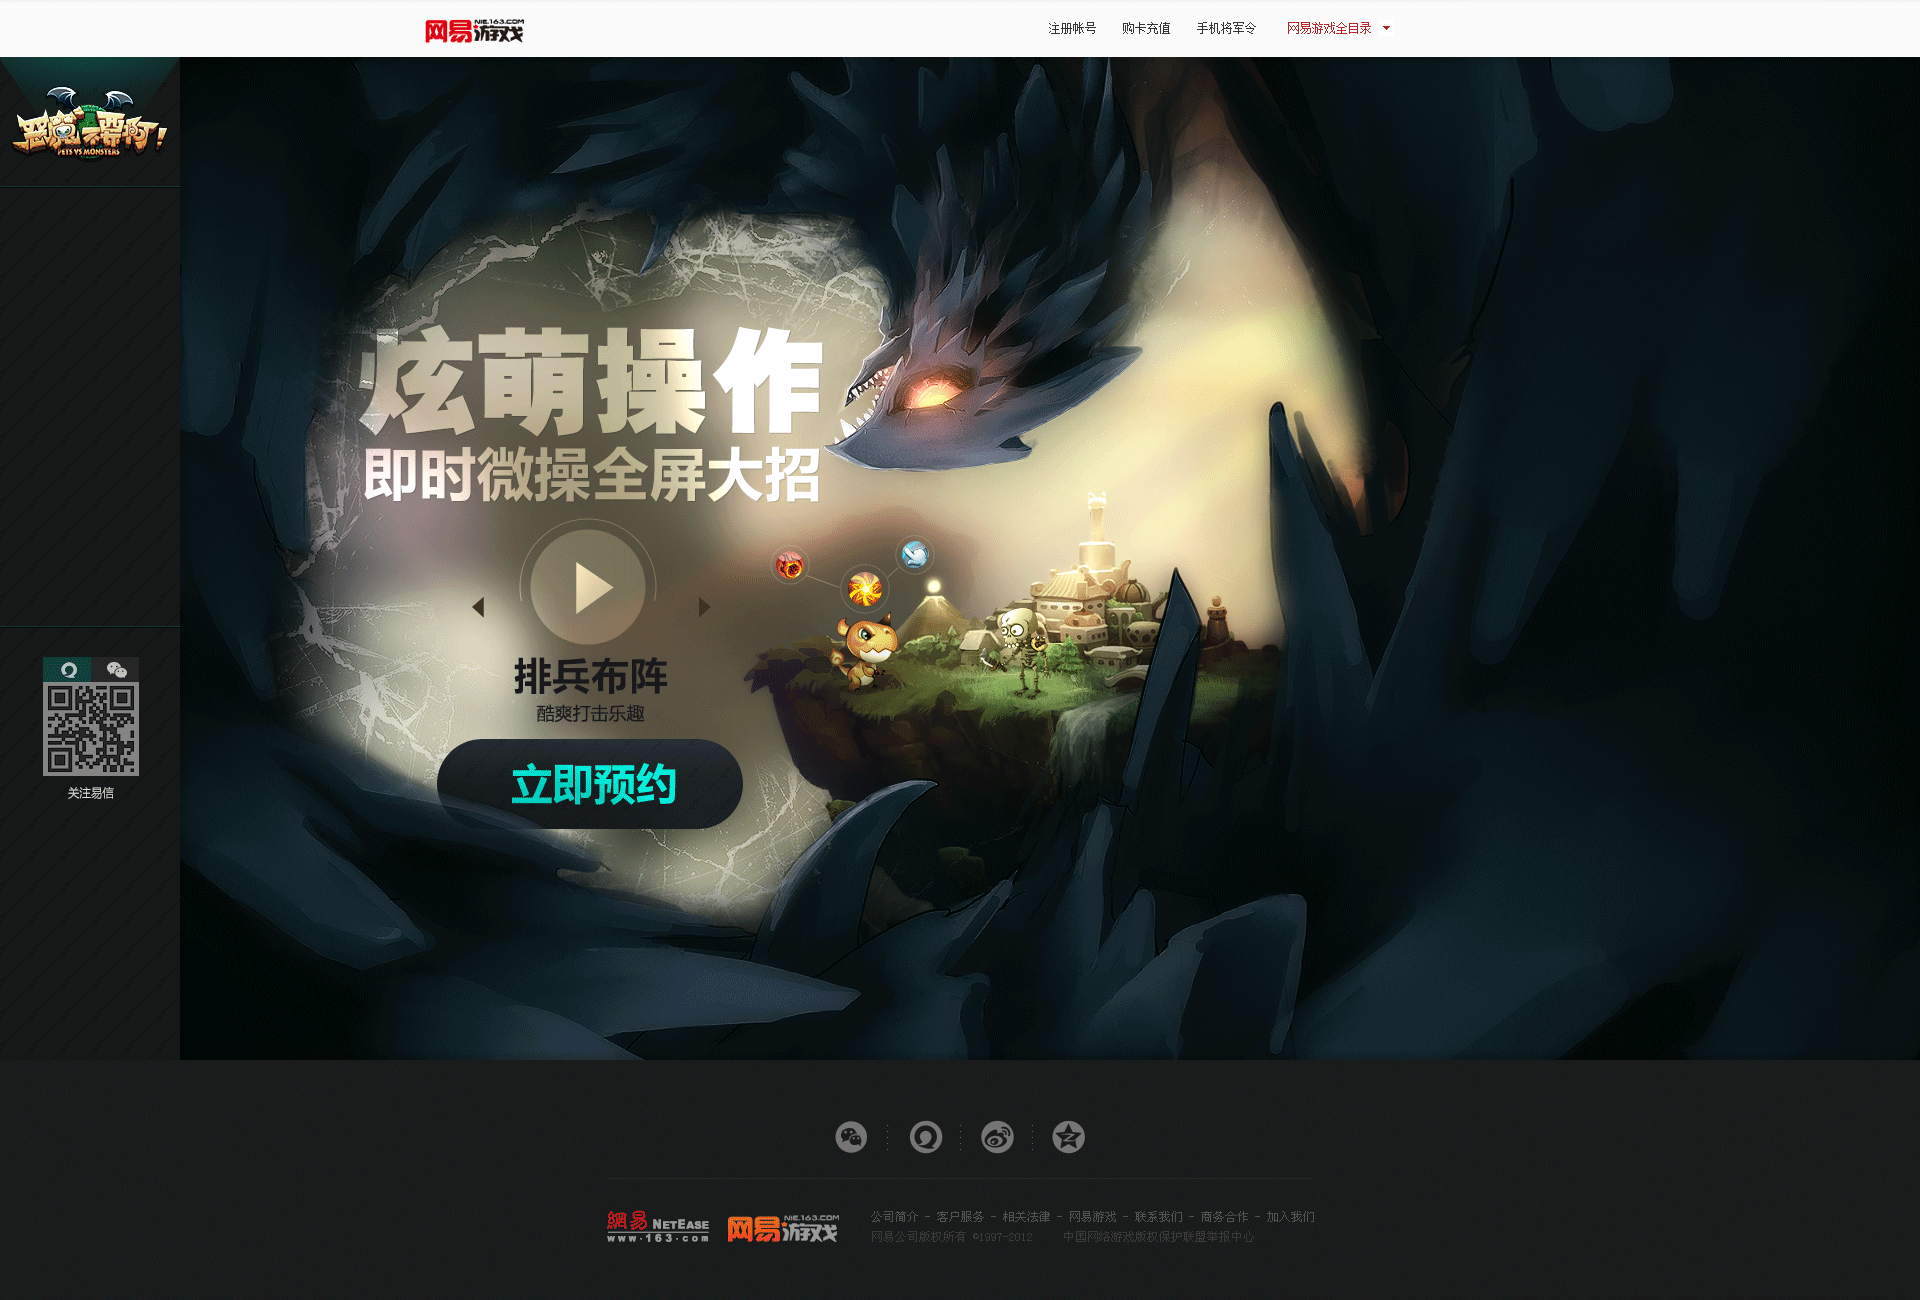 网易游戏 NIE.163.COM
注册帐号 购卡充值 手机将军令 网易游戏全目录
恶魔不要啊!
PETS VS MONSTERS
炫萌操作
即时微操全屏大招
排兵布阵
酷爽打击乐趣
立即预约
关注易信
網易 NETEASE
www.163.com
网易游戏 NIE.163.COM
公司简介 - 客户服务 - 相关法律 - 网易游戏 - 联系我们 - 商务合作 - 加入我们
网易公司版权所有 ©1997-2012 中国网络游戏版权保护联盟举报中心